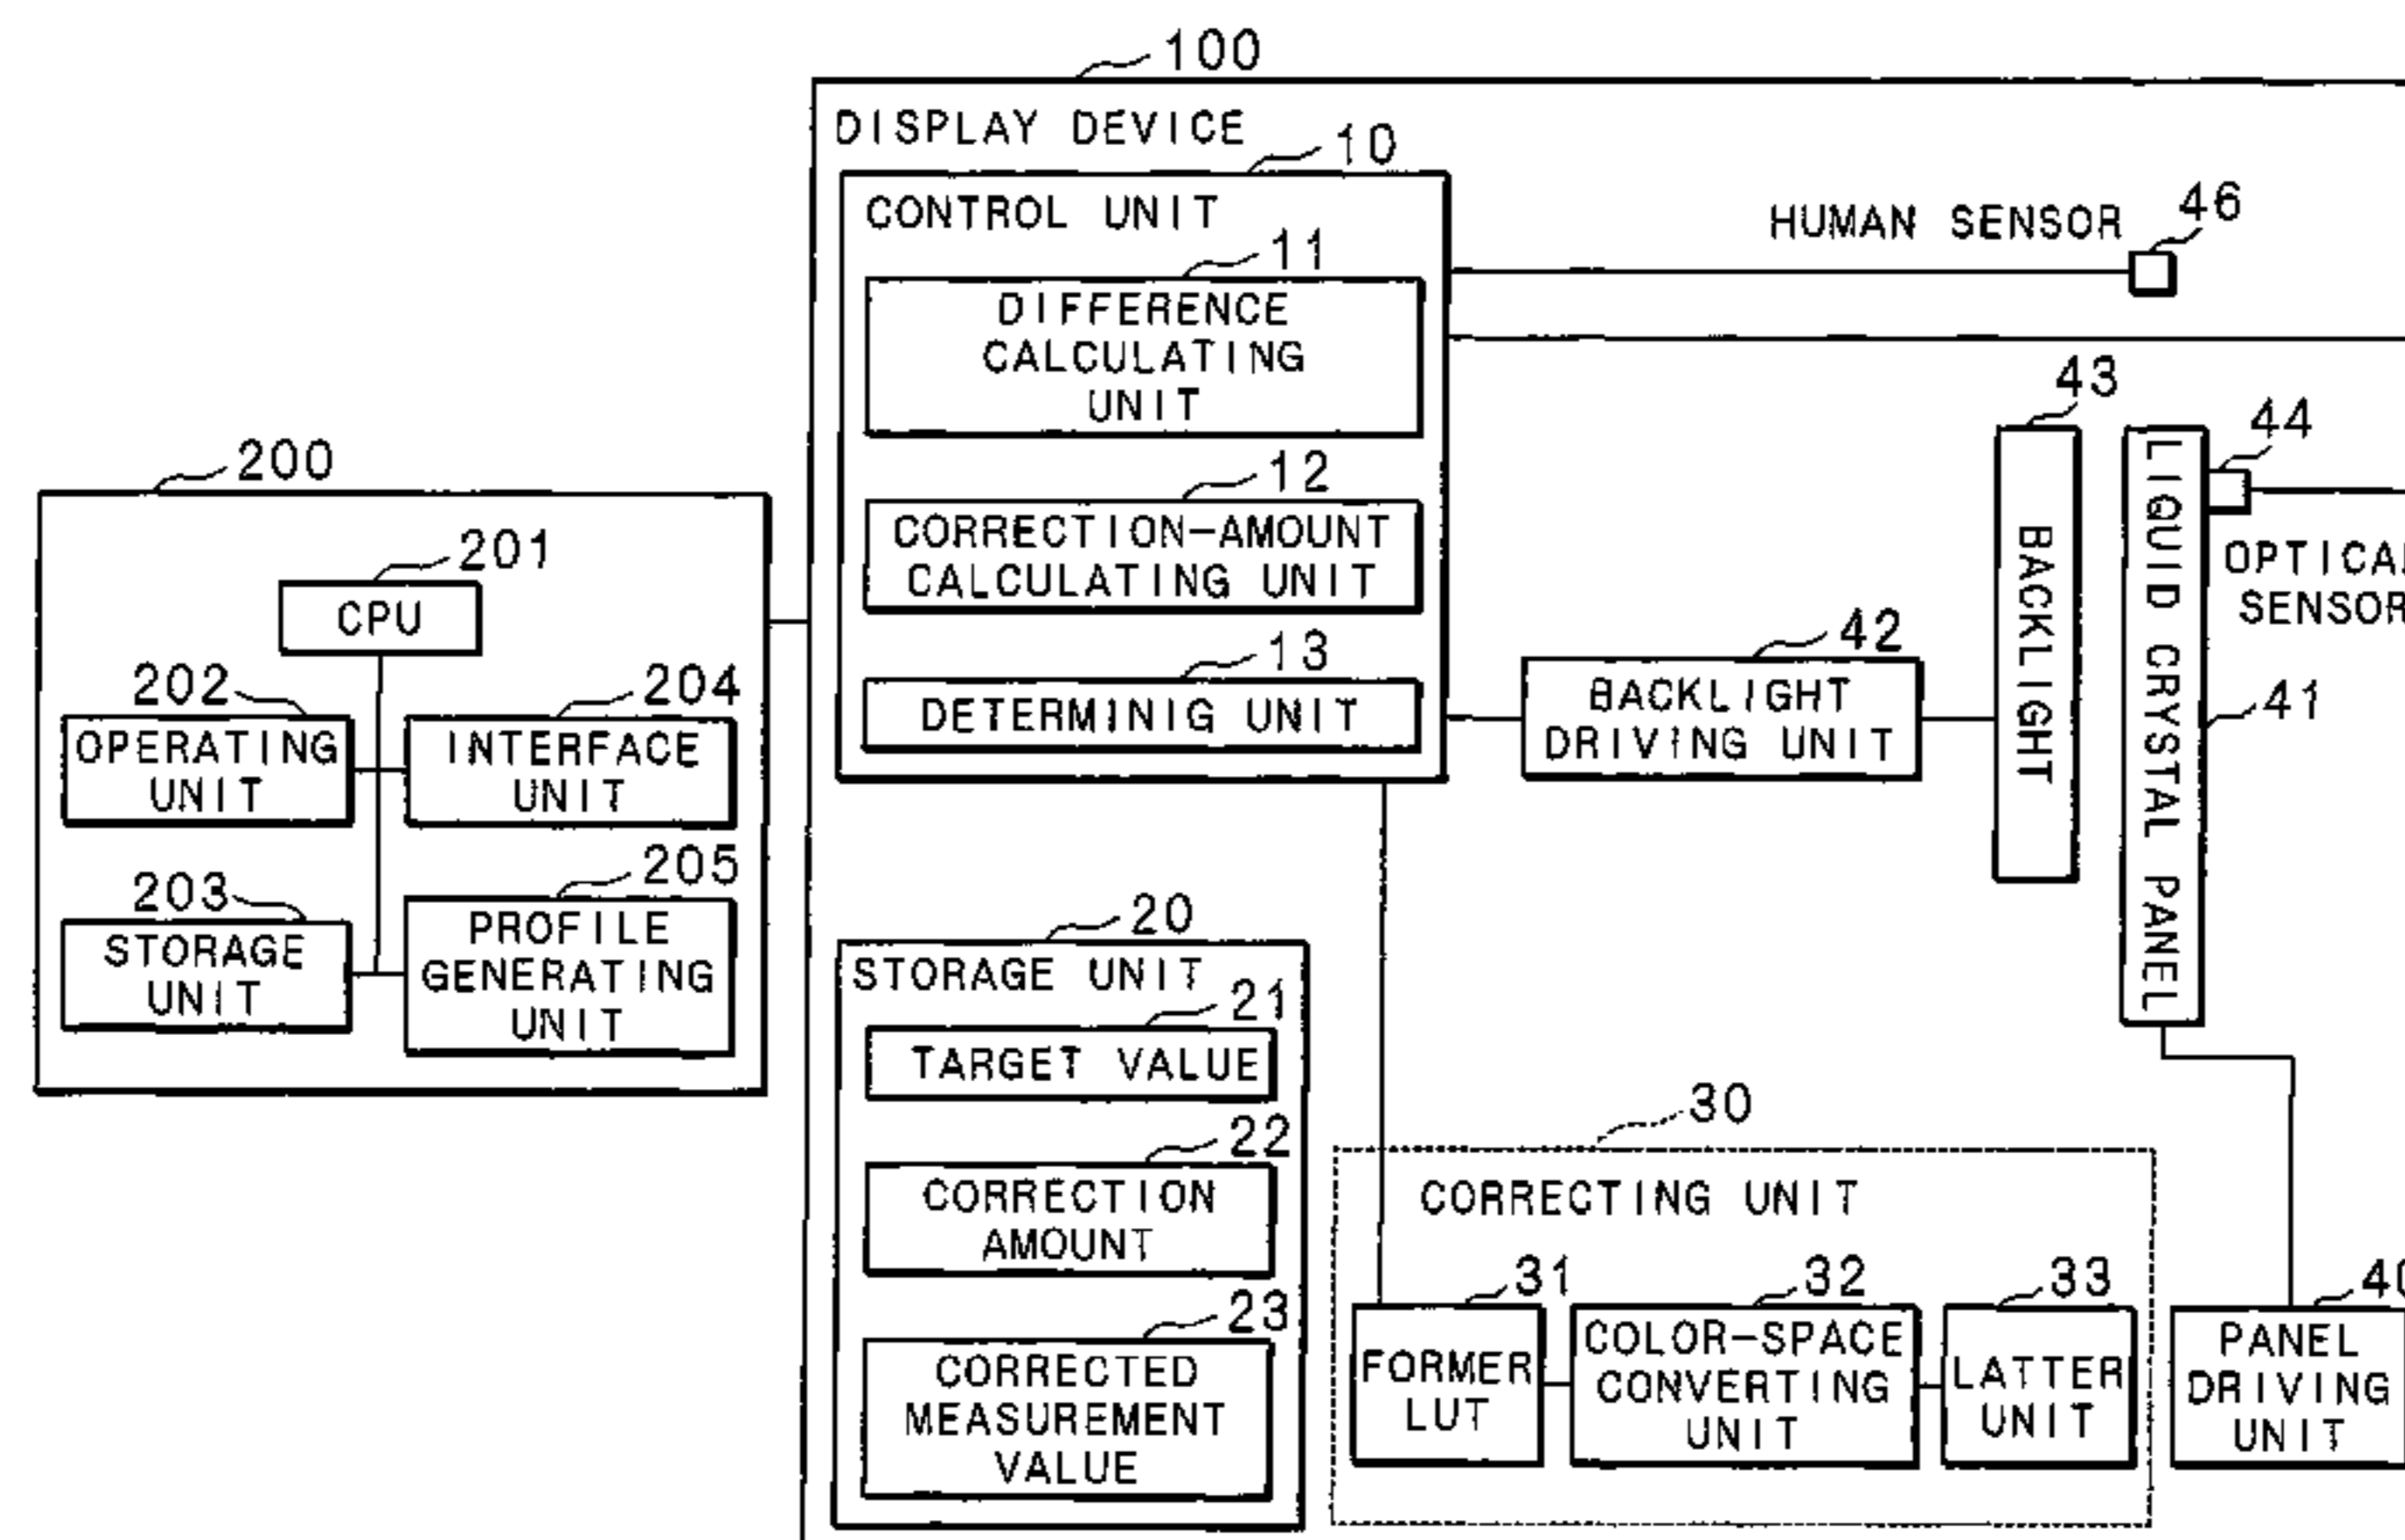 100
DISPLAY DEVICE
10
CONTROL UNIT
11
DIFFERENCE
CALCULATING
UNIT
12
CORRECTION-AMOUNT
CALCULATING UNIT
13
DETERMINIG UNIT
HUMAN SENSOR
46
43
BACKLIGHT
44
LIQUID CRYSTAL PANEL
OPTICAL
SENSOR
41
42
BACKLIGHT
DRIVING UNIT
200
201
CPU
202
OPERATING
UNIT
204
INTERFACE
UNIT
203
STORAGE
UNIT
205
PROFILE
GENERATING
UNIT
20
STORAGE UNIT
21
TARGET VALUE
22
CORRECTION
AMOUNT
23
CORRECTED
MEASUREMENT
VALUE
30
CORRECTING UNIT
31
FORMER
LUT
32
COLOR-SPACE
CONVERTING
UNIT
33
LATTER
UNIT
40
PANEL
DRIVING
UNIT